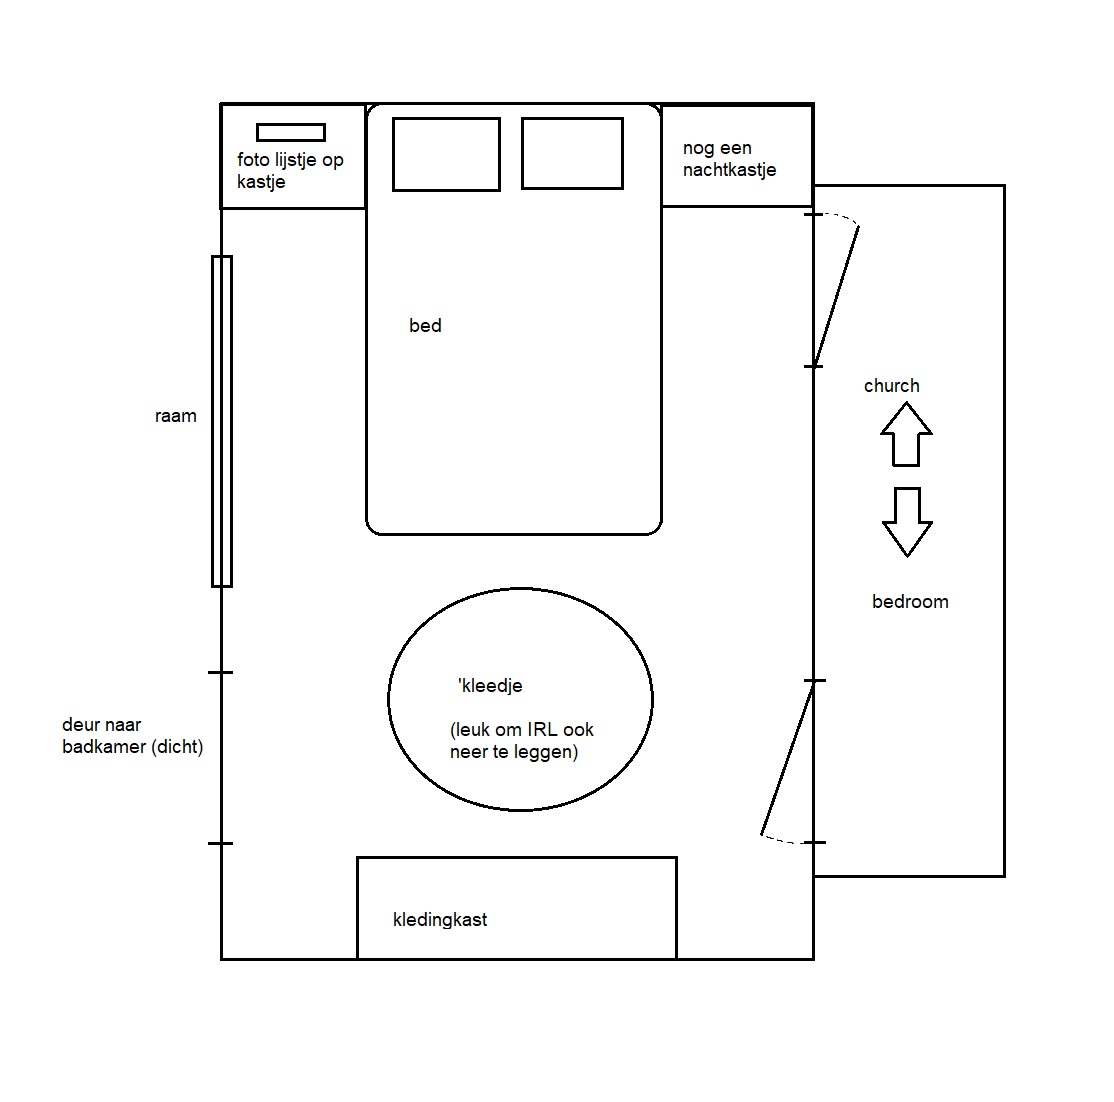 foto lijstje op
kastje
nog een
nachtkastje
bed
church
raam
bedroom
'kleedje
(leuk om IRL ook
neer te leggen)
deur naar
badkamer (dicht)
kledingkast